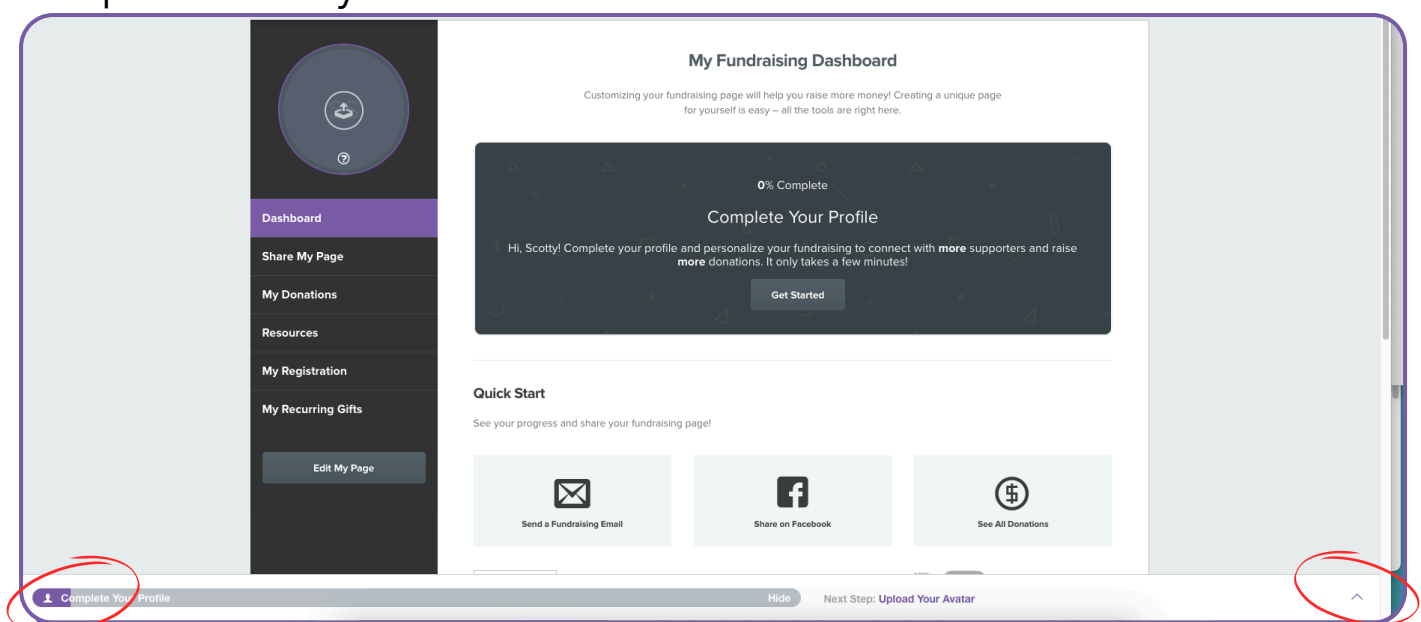 My Fundraising Dashboard
Customizing your fundraising page will help you raise more money! Creating a unique page
for yourself is easy – all the tools are right here.
0% Complete
Complete Your Profile
Hi, Scotty! Complete your profile and personalize your fundraising to connect with more supporters and raise
more donations. It only takes a few minutes!
Get Started
Dashboard
Share My Page
My Donations
Resources
My Registration
My Recurring Gifts
Edit My Page
Quick Start
See your progress and share your fundraising page!
Send a Fundraising Email
Share on Facebook
See All Donations
Complete Your Profile
Hide
Next Step: Upload Your Avatar